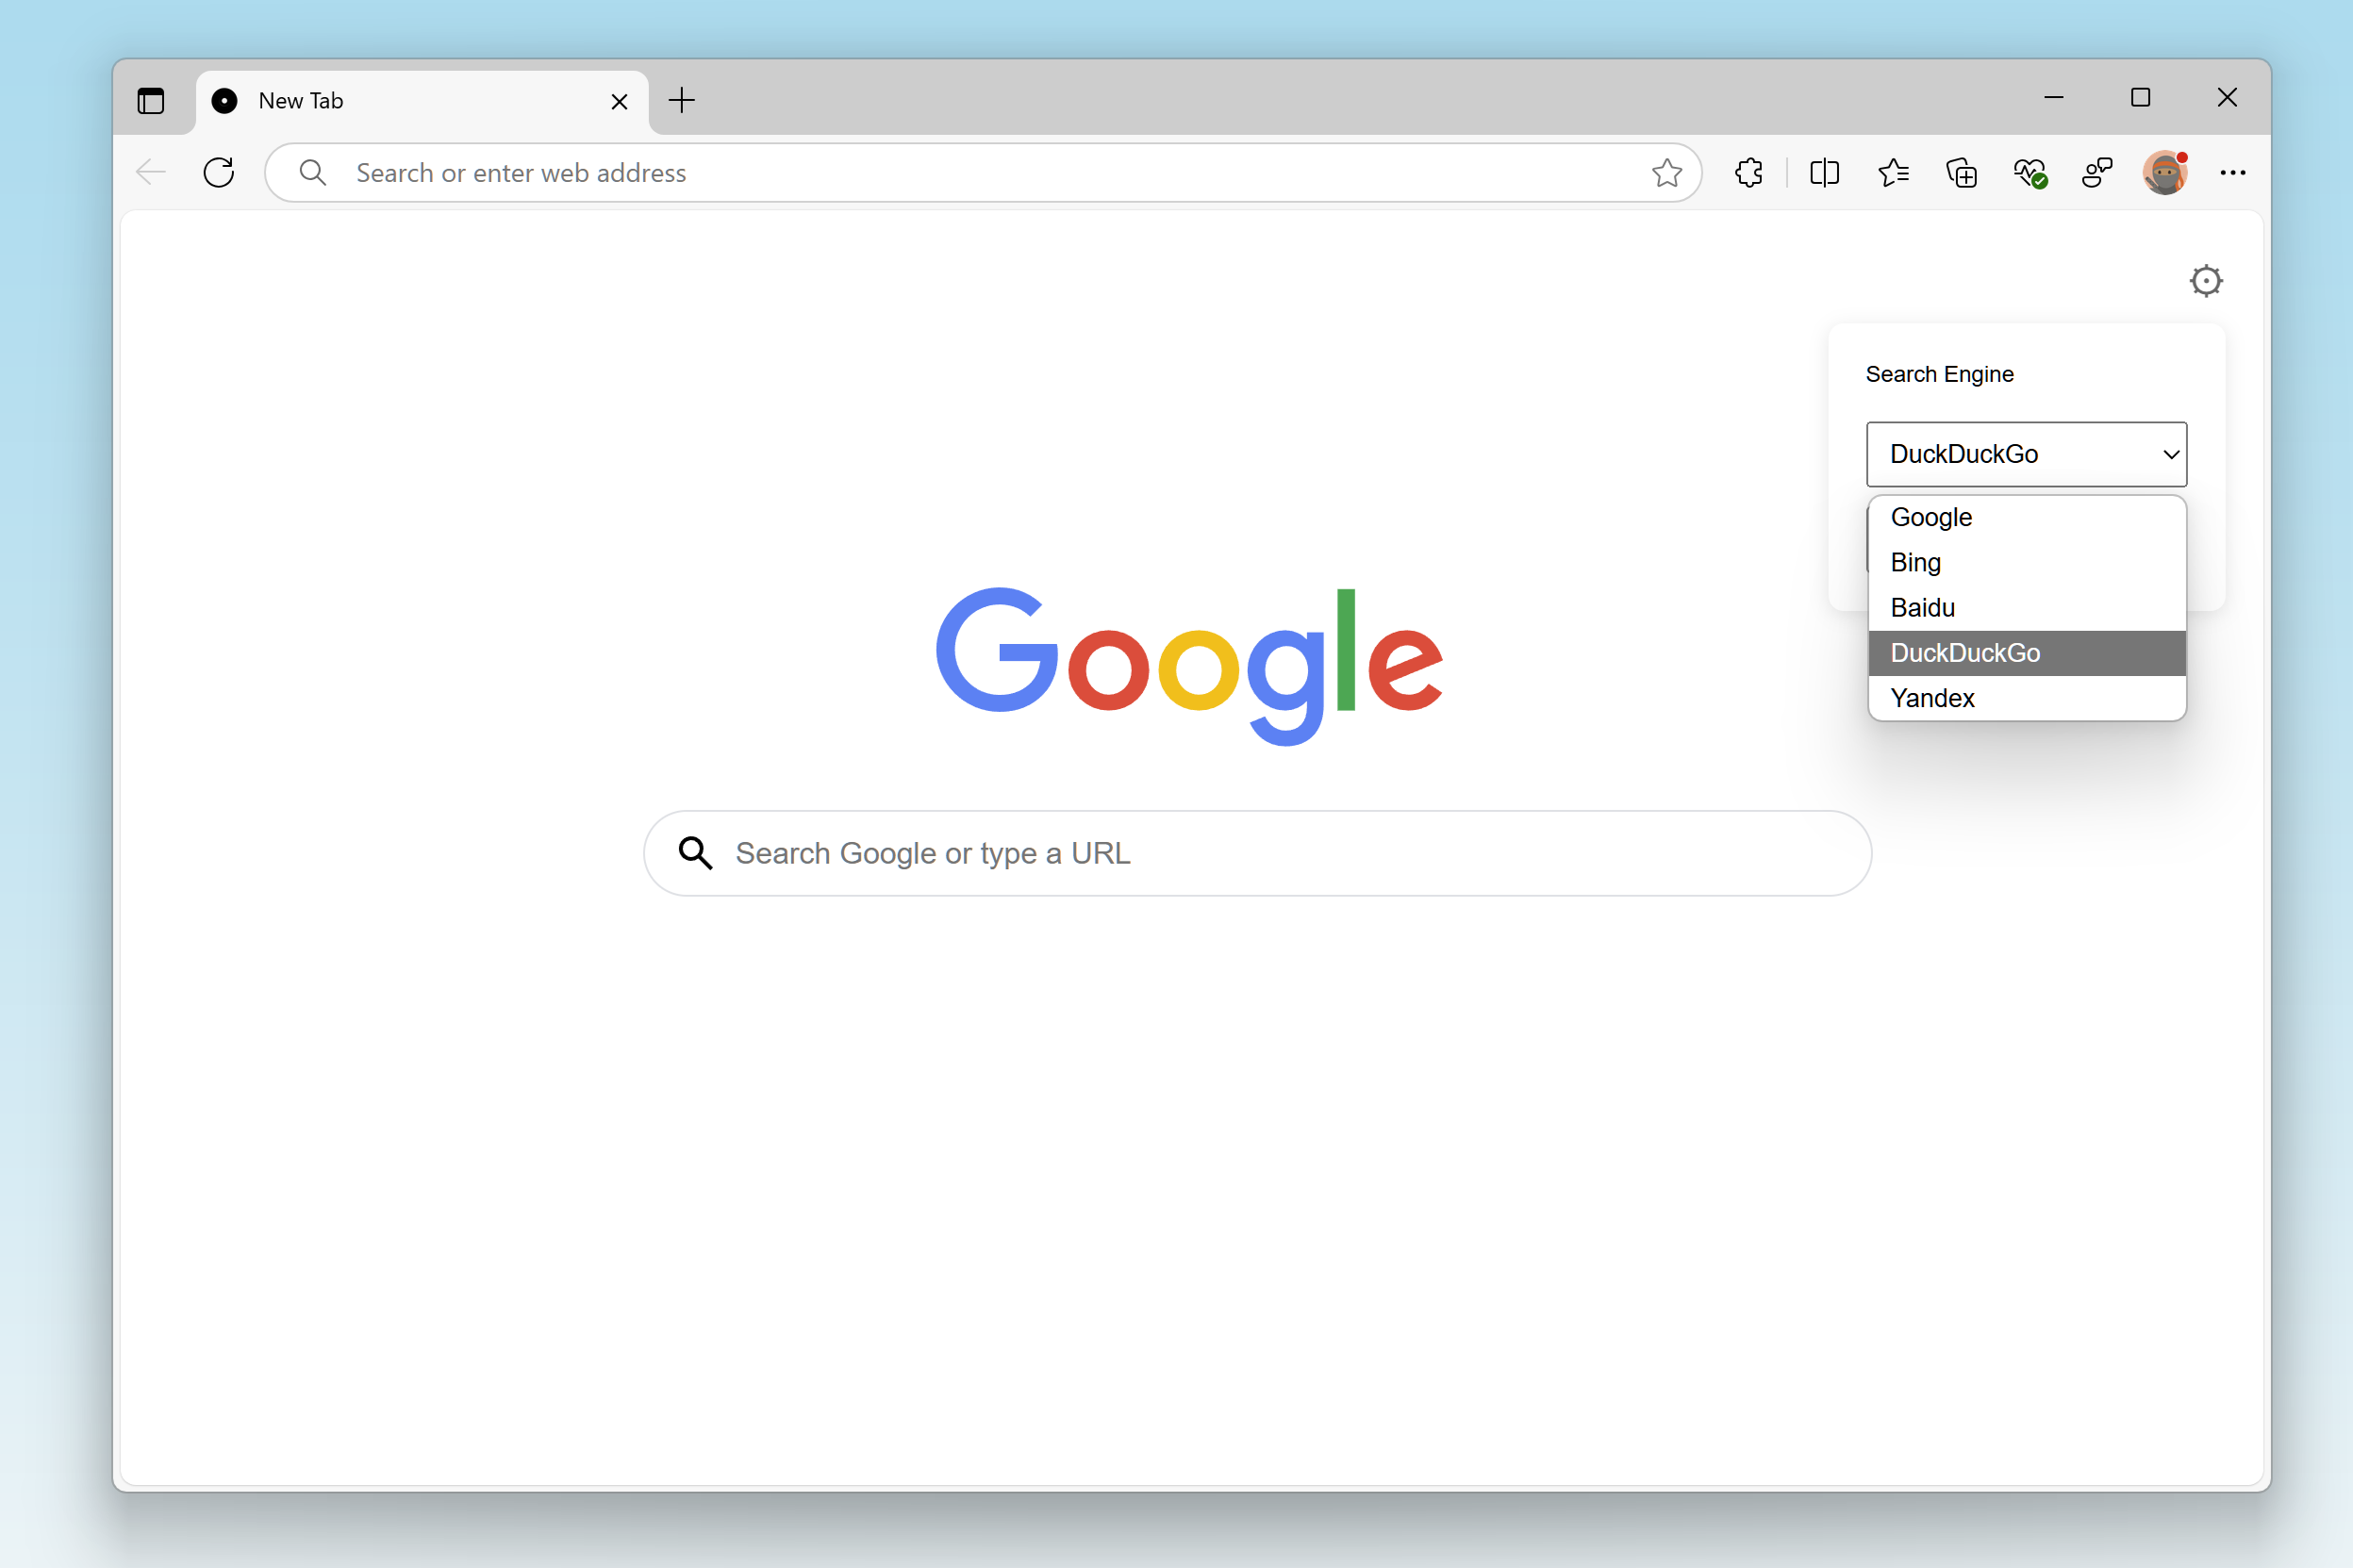 New Tab
Search or enter web address
Search Engine
DuckDuckGo
Google
Bing
Baidu
DuckDuckGo
Yandex
Google
Search Google or type a URL